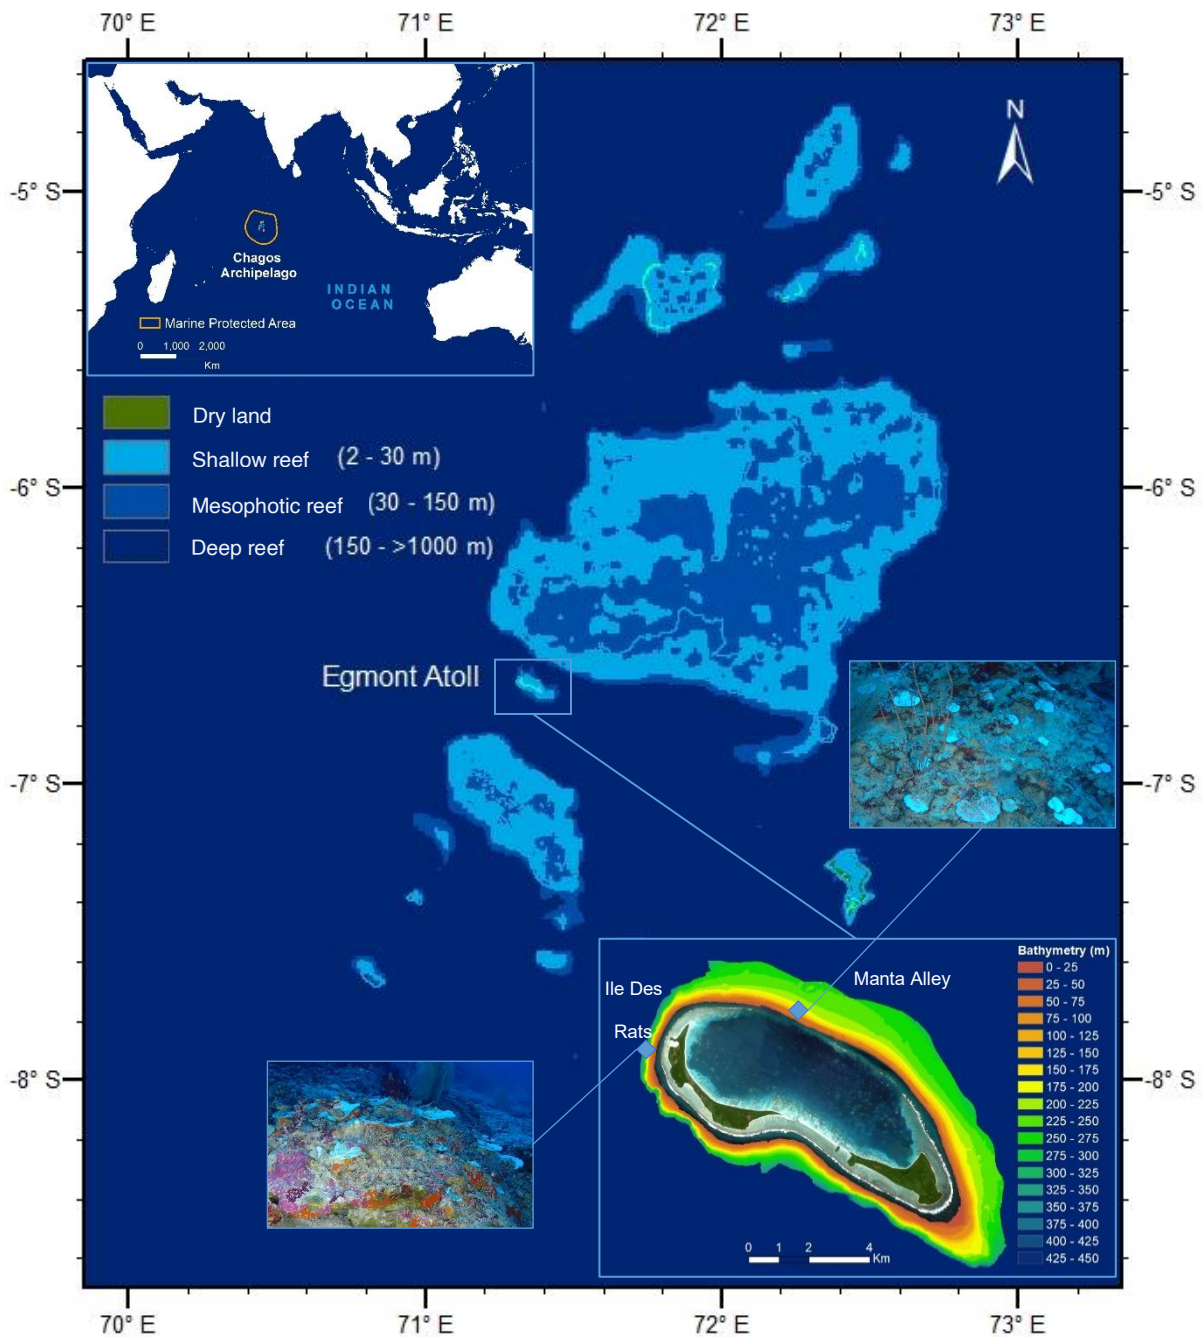 70° E 71° E 72° E 73° E
N
-5° S -5° S
Chagos
Archipelago
INDIAN
OCEAN
Marine Protected Area
0 1,000 2,000
Km
Dry land
Shallow reef (2 - 30 m)
-6° S -6° S
Mesophotic reef (30 - 150 m)
Deep reef (150 - >1000 m)
Egmont Atoll
-7° S -7° S
Bathymetry (m)
0 - 25
25 - 50
50 - 75
75 - 100
100 - 125
125 - 150
150 - 175
175 - 200
200 - 225
225 - 250
250 - 275
275 - 300
300 - 325
325 - 350
350 - 375
375 - 400
400 - 425
425 - 450
Manta Alley
Ile Des
Rats
-8° S -8° S
0 1 2 4
Km
70° E 71° E 72° E 73° E